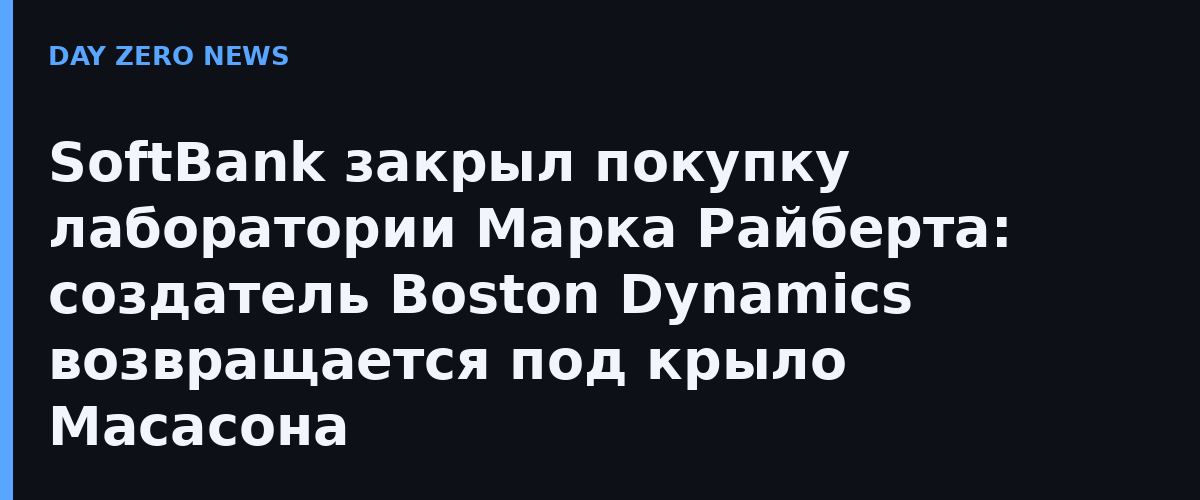 DAY ZERO NEWS
SoftBank закрыл покупку
лаборатории Марка Райберта:
создатель Boston Dynamics
возвращается под крыло
Масасона